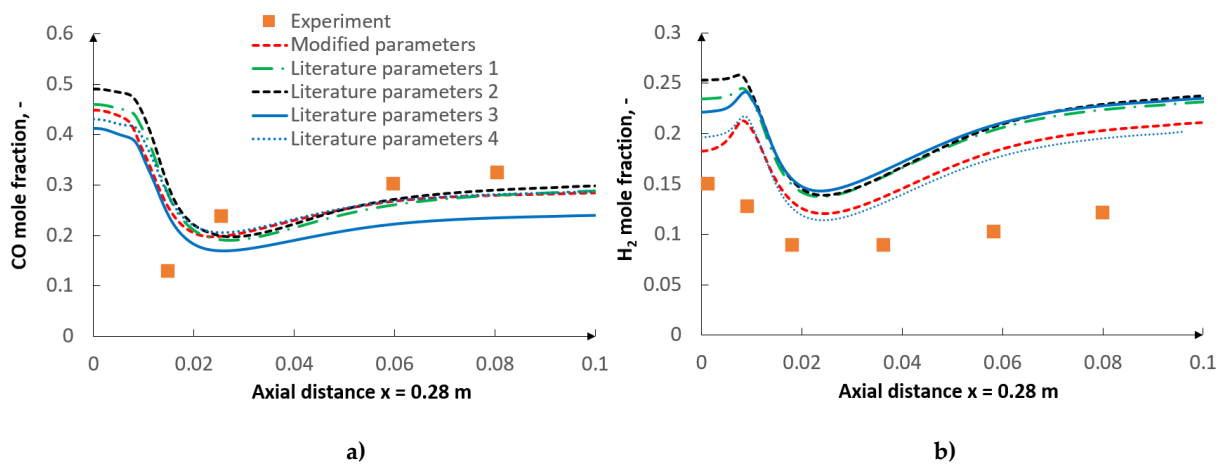 Experiment
Modified parameters
Literature parameters 1
Literature parameters 2
Literature parameters 3
Literature parameters 4
CO mole fraction, -
0.6
0.5
0.4
0.3
0.2
0.1
0
0 0.02 0.04 0.06 0.08 0.1
Axial distance x = 0.28 m
a)
H2 mole fraction, -
0.3
0.25
0.2
0.15
0.1
0.05
0
0 0.02 0.04 0.06 0.08 0.1
Axial distance x = 0.28 m
b)